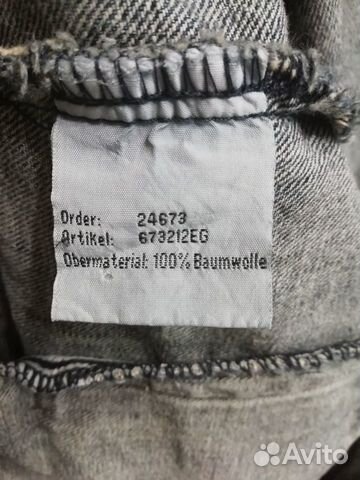 Order: 24673
Artikel: 673212EG
Obermaterial: 100% Baumwolle
Avito